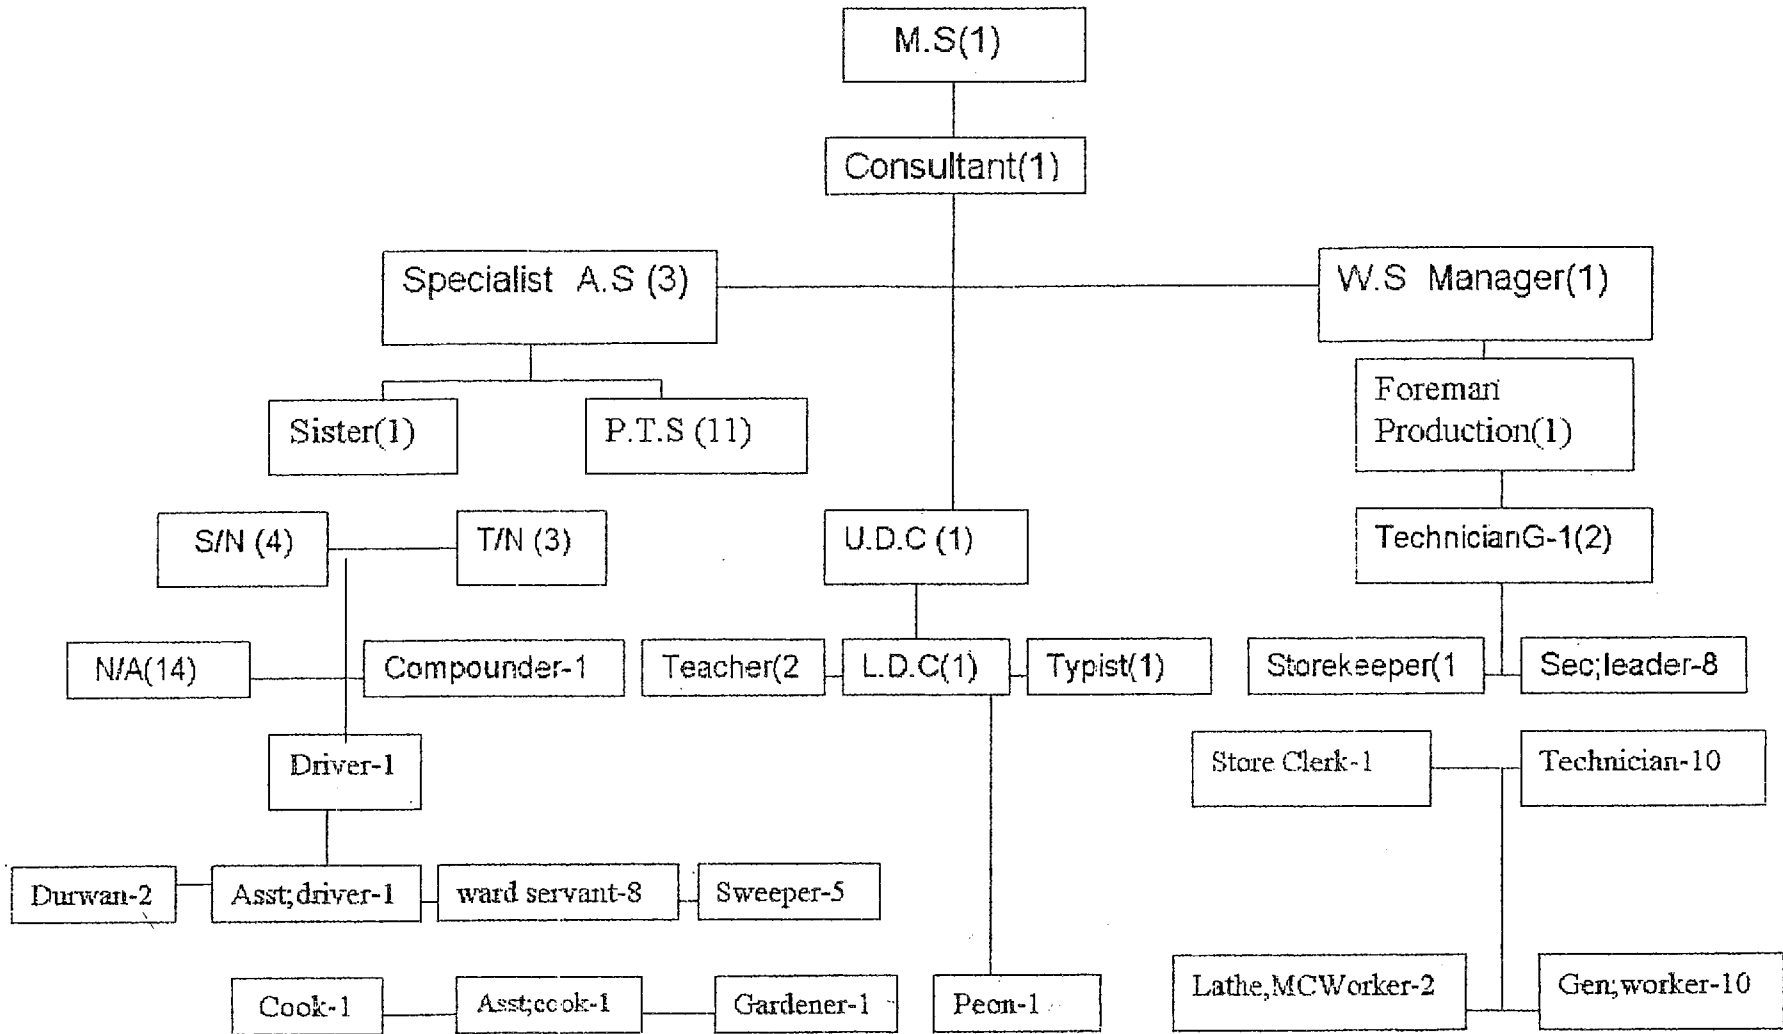 M.S(1)
Consultant(1)
Specialist A.S (3)
W.S Manager(1)
Sister(1)
P.T.S (11)
Foreman
Production(1)
S/N (4)
T/N (3)
U.D.C (1)
TechnicianG-1(2)
N/A(14)
Compounder-1
Teacher(2
L.D.C(1)
Typist(1)
Storekeeper(1
Sec;leader-8
Driver-1
Store Clerk-1
Technician-10
Durwan-2
Asst;driver-1
ward servant-8
Sweeper-5
Cook-1
Asst;cook-1
Gardener-1
Peon-1
Lathe,MCWorker-2
Gen;worker-10